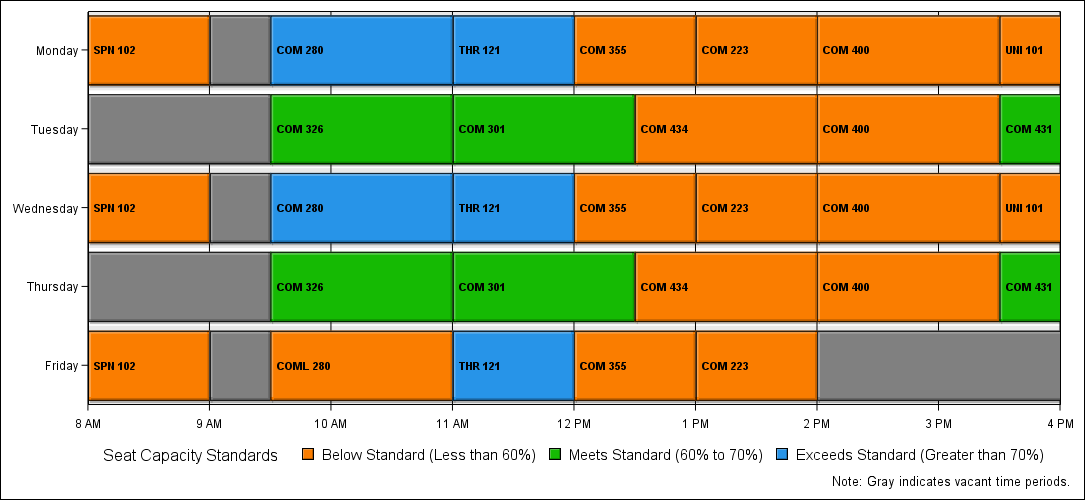 Monday SPN 102 COM 280 THR 121 COM 355 COM 223 COM 400 UNI 101
Tuesday COM 326 COM 301 COM 434 COM 400 COM 431
Wednesday SPN 102 COM 280 THR 121 COM 355 COM 223 COM 400 UNI 101
Thursday COM 326 COM 301 COM 434 COM 400 COM 431
Friday SPN 102 COML 280 THR 121 COM 355 COM 223
8 AM 9 AM 10 AM 11 AM 12 PM 1 PM 2 PM 3 PM 4 PM
Seat Capacity Standards Below Standard (Less than 60%) Meets Standard (60% to 70%) Exceeds Standard (Greater than 70%)
Note: Gray indicates vacant time periods.